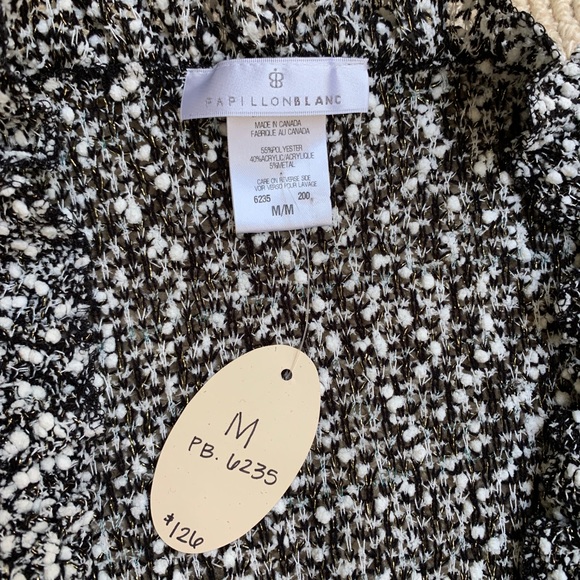 PAPILLONBLANC
MADE IN CANADA
FABRIQUE AU CANADA
55%POLYESTER
40%ACRYLIC/ACRYLIQUE
5%METAL
CARE ON REVERSE SIDE
VOIR VERSO POUR LAVAGE
6235 200
M/M
M
PB. 6235
$126